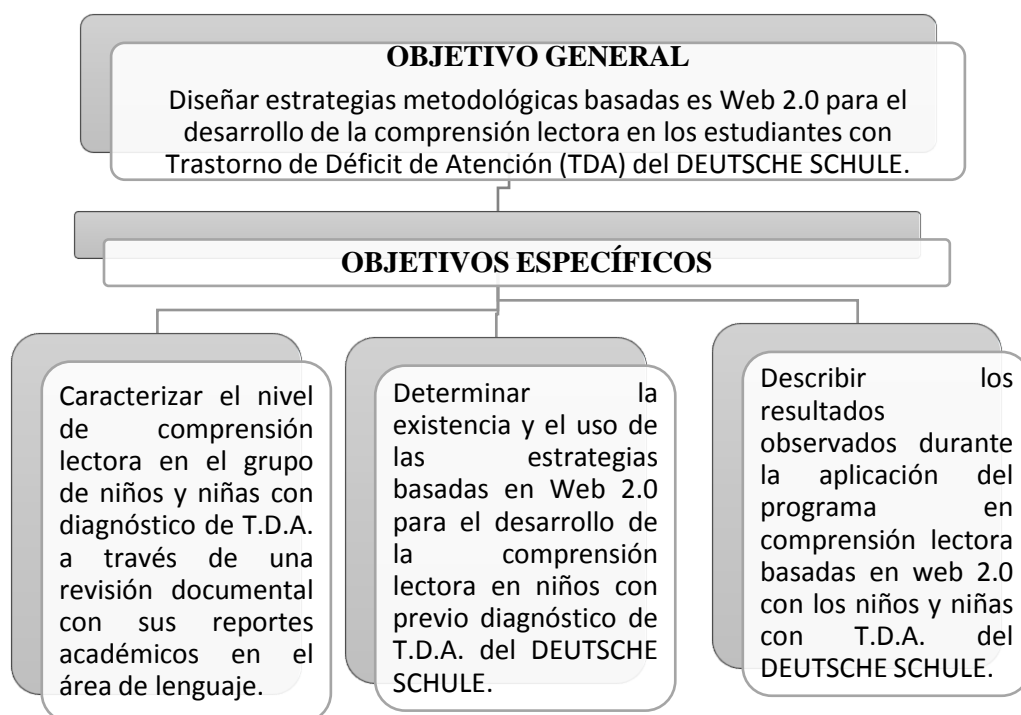 OBJETIVO GENERAL
Diseñar estrategias metodológicas basadas es Web 2.0 para el
desarrollo de la comprensión lectora en los estudiantes con
Trastorno de Déficit de Atención (TDA) del DEUTSCHE SCHULE.
OBJETIVOS ESPECÍFICOS
Caracterizar el nivel
de comprensión
lectora en el grupo
de niños y niñas con
diagnóstico de T.D.A.
a través de una
revisión documental
con sus reportes
académicos en el
área de lenguaje.
Determinar la
existencia y el uso de
las estrategias
basadas en Web 2.0
para el desarrollo de
la comprensión
lectora en niños con
previo diagnóstico de
T.D.A. del DEUTSCHE
SCHULE.
Describir los
resultados
observados durante
la aplicación del
programa en
comprensión lectora
basadas en web 2.0
con los niños y niñas
con T.D.A. del
DEUTSCHE SCHULE.